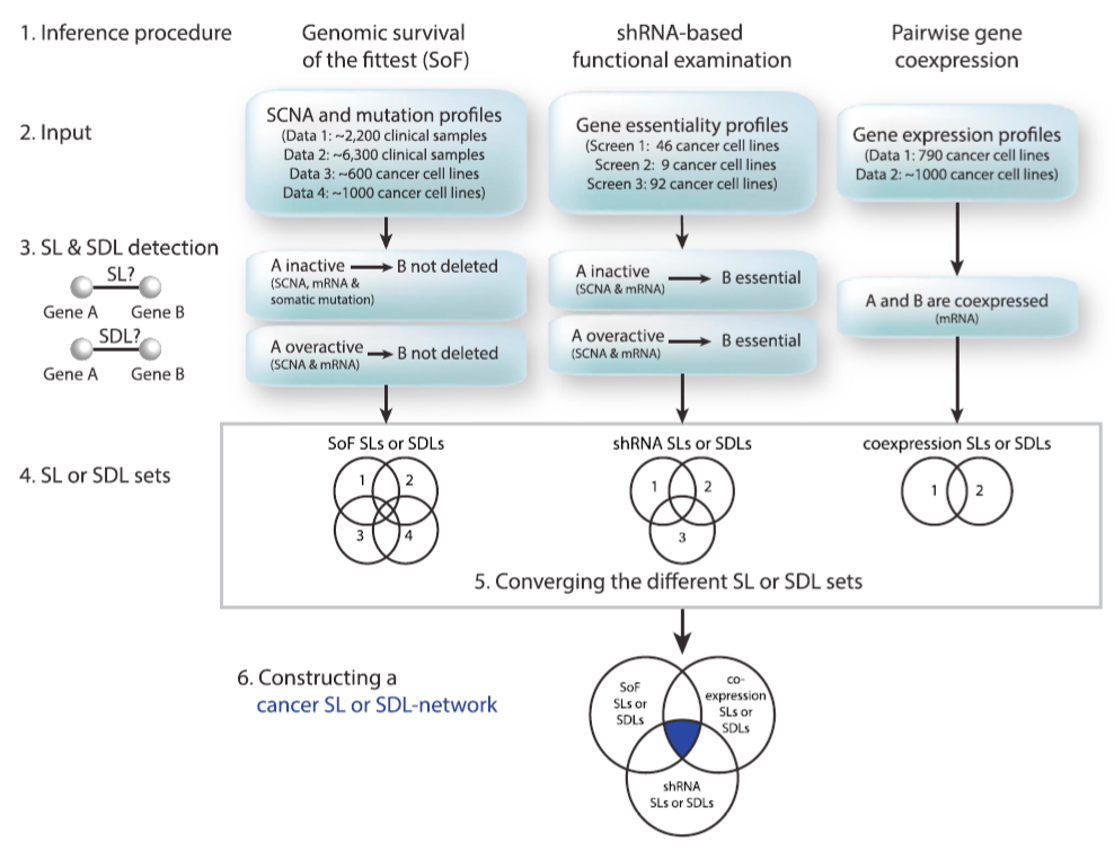 1. Inference procedure
Genomic survival
of the fittest (SoF)
shRNA-based
functional examination
Pairwise gene
coexpression
2. Input
SCNA and mutation profiles
(Data 1: ~2,200 clinical samples
Data 2: ~6,300 clinical samples
Data 3: ~600 cancer cell lines
Data 4: ~1000 cancer cell lines)
Gene essentiality profiles
(Screen 1: 46 cancer cell lines
Screen 2: 9 cancer cell lines
Screen 3: 92 cancer cell lines)
Gene expression profiles
(Data 1: 790 cancer cell lines
Data 2: ~1000 cancer cell lines)
3. SL & SDL detection
SL?
Gene A Gene B
SDL?
Gene A Gene B
A inactive B not deleted
(SCNA, mRNA &
somatic mutation)
A overactive B not deleted
(SCNA & mRNA)
A inactive B essential
(SCNA & mRNA)
A overactive B essential
(SCNA & mRNA)
A and B are coexpressed
(mRNA)
4. SL or SDL sets
SoF SLs or SDLs
1 2
3 4
shRNA SLs or SDLs
1 2
3
coexpression SLs or SDLs
1 2
5. Converging the different SL or SDL sets
6. Constructing a
cancer SL or SDL-network
SoF
SLs or
SDLs
co-
expression
SLs or
SDLs
shRNA
SLs or SDLs